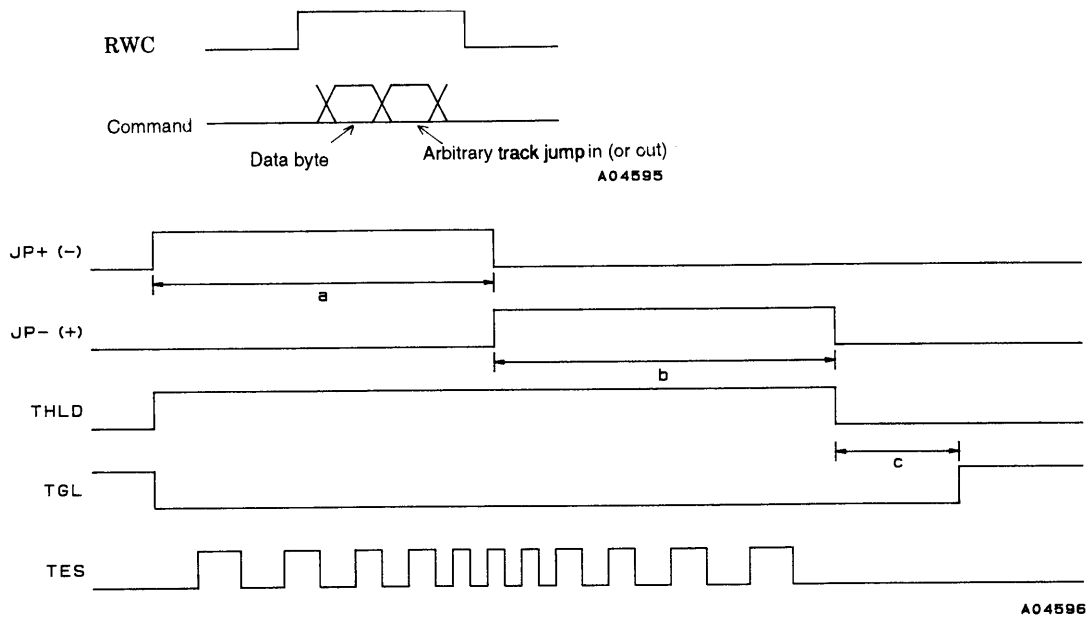 RWC
Command
Data byte
Arbitrary track jump in (or out)
A04595
JP+ (-)
a
JP- (+)
b
THLD
c
TGL
TES
A04596